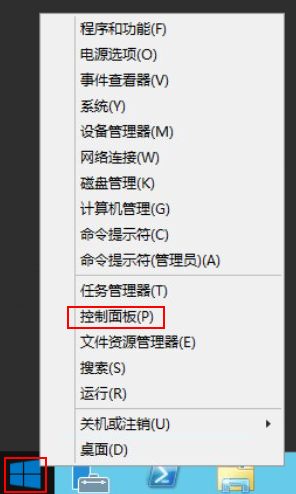 程序和功能(F)
电源选项(O)
事件查看器(V)
系统(Y)
设备管理器(M)
网络连接(W)
磁盘管理(K)
计算机管理(G)
命令提示符(C)
命令提示符(管理员)(A)
任务管理器(T)
控制面板(P)
文件资源管理器(E)
搜索(S)
运行(R)
关机或注销(U)
桌面(D)